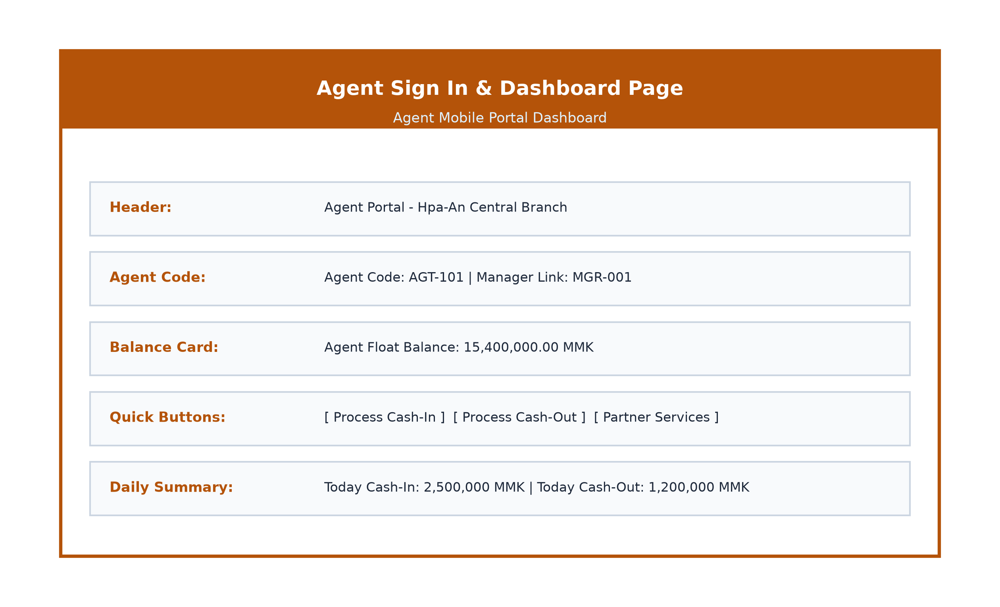 Agent Sign In & Dashboard Page
Agent Mobile Portal Dashboard
Header: Agent Portal - Hpa-An Central Branch
Agent Code: Agent Code: AGT-101 | Manager Link: MGR-001
Balance Card: Agent Float Balance: 15,400,000.00 MMK
Quick Buttons: [ Process Cash-In ] [ Process Cash-Out ] [ Partner Services ]
Daily Summary: Today Cash-In: 2,500,000 MMK | Today Cash-Out: 1,200,000 MMK